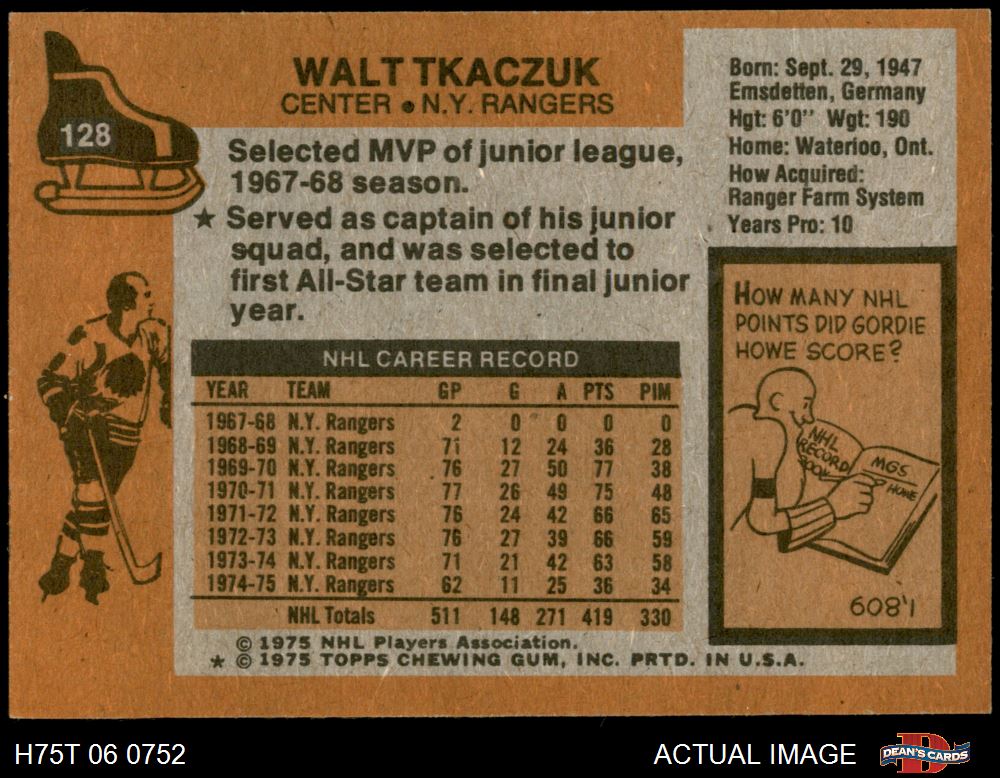 128
WALT TKACZUK
CENTER • N.Y. RANGERS
Selected MVP of junior league,
1967-68 season.
★ Served as captain of his junior
squad, and was selected to
first All-Star team in final junior
year.
Born: Sept. 29, 1947
Emsdetten, Germany
Hgt: 6'0" Wgt: 190
Home: Waterloo, Ont.
How Acquired:
Ranger Farm System
Years Pro: 10
NHL CAREER RECORD
YEAR TEAM GP G A PTS PIM
1967-68 N.Y. Rangers 2 0 0 0 0
1968-69 N.Y. Rangers 71 12 24 36 28
1969-70 N.Y. Rangers 76 27 50 77 38
1970-71 N.Y. Rangers 77 26 49 75 48
1971-72 N.Y. Rangers 76 24 42 66 65
1972-73 N.Y. Rangers 76 27 39 66 59
1973-74 N.Y. Rangers 71 21 42 63 58
1974-75 N.Y. Rangers 62 11 25 36 34
NHL Totals 511 148 271 419 330
© 1975 NHL Players Association.
★ © 1975 TOPPS CHEWING GUM, INC. PRTD. IN U.S.A.
HOW MANY NHL
POINTS DID GORDIE
HOWE SCORE?
NHL
RECORD
BOOK
MGS
HOWE
1,809
H75T 06 0752
ACTUAL IMAGE
D
DEAN'S CARDS